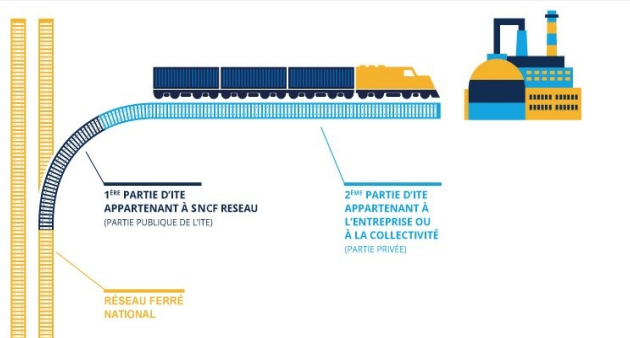 1ÈRE PARTIE D'ITE
APPARTENANT À SNCF RESEAU
(PARTIE PUBLIQUE DE L'ITE)
2ÈME PARTIE D'ITE
APPARTENANT À
L'ENTREPRISE OU
À LA COLLECTIVITÉ
(PARTIE PRIVÉE)
RÉSEAU FERRÉ
NATIONAL